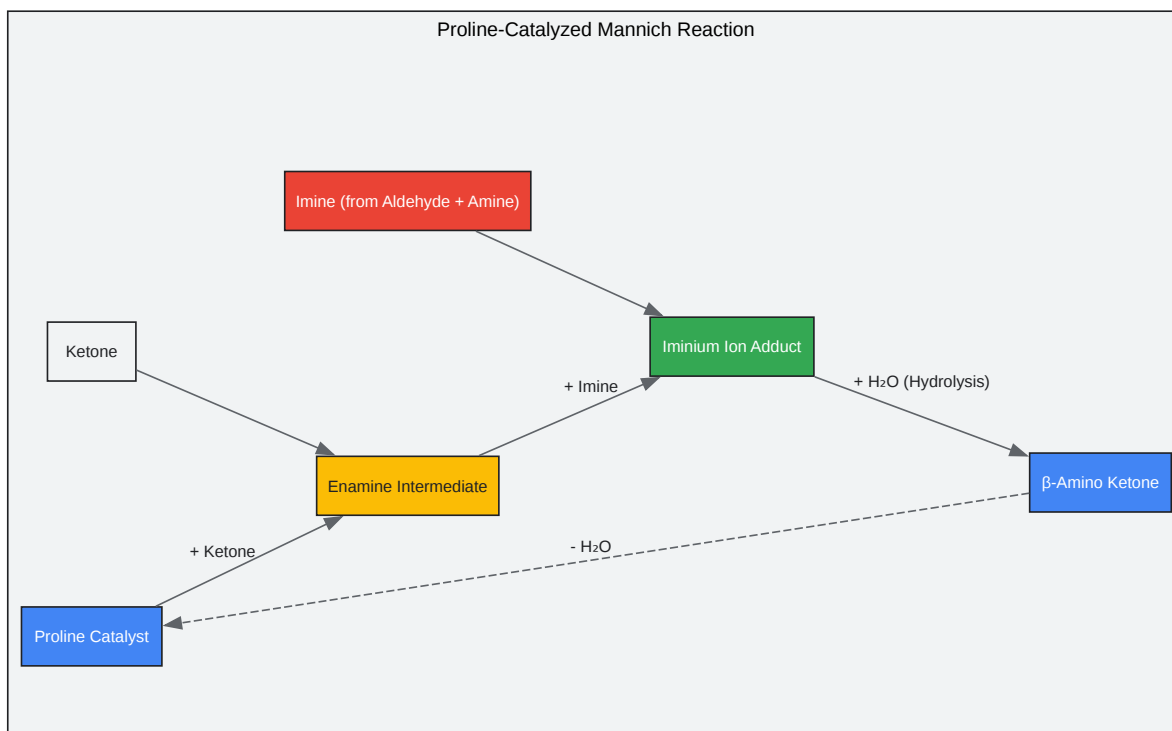 Proline-Catalyzed Mannich Reaction
Imine (from Aldehyde + Amine)
Ketone
Iminium Ion Adduct
+ Imine
+ H₂O (Hydrolysis)
Enamine Intermediate
β-Amino Ketone
+ Ketone
- H₂O
Proline Catalyst